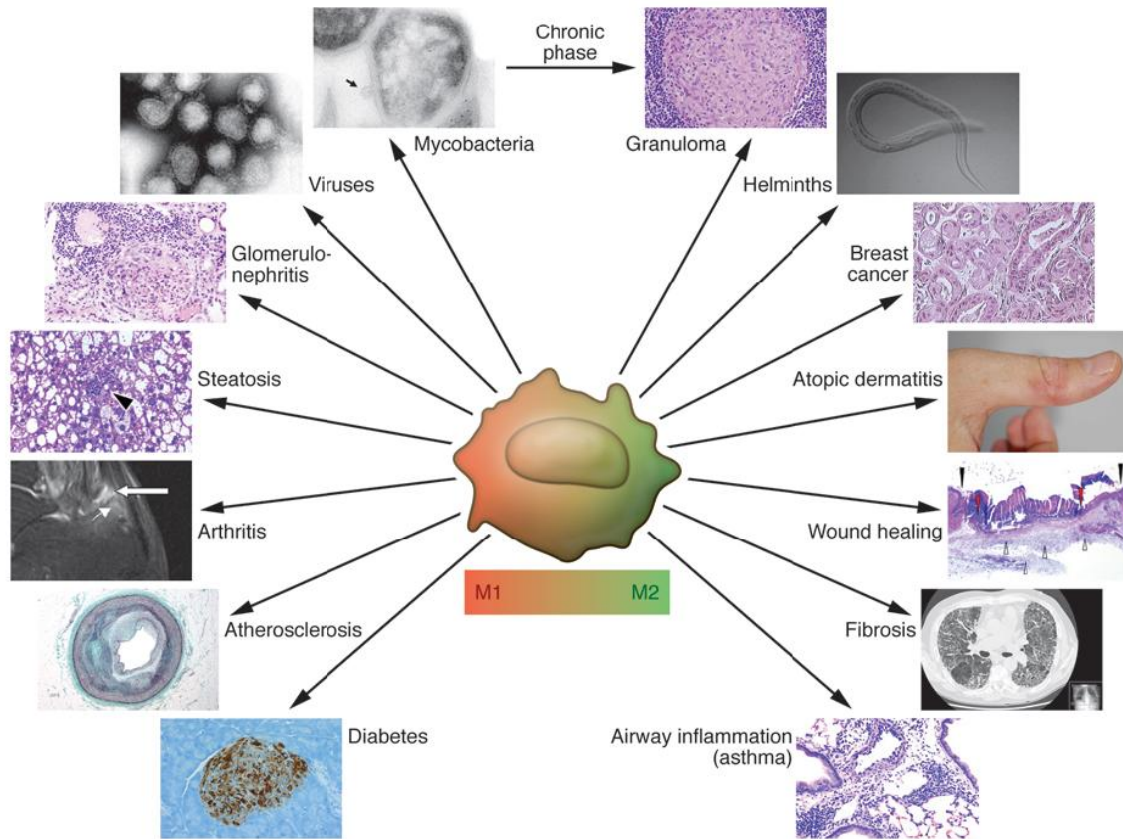 Chronic
phase
Mycobacteria
Granuloma
Viruses
Helminths
Glomerulo-
nephritis
Breast
cancer
Steatosis
Atopic dermatitis
Arthritis
Wound healing
M1
M2
Atherosclerosis
Fibrosis
Diabetes
Airway inflammation
(asthma)